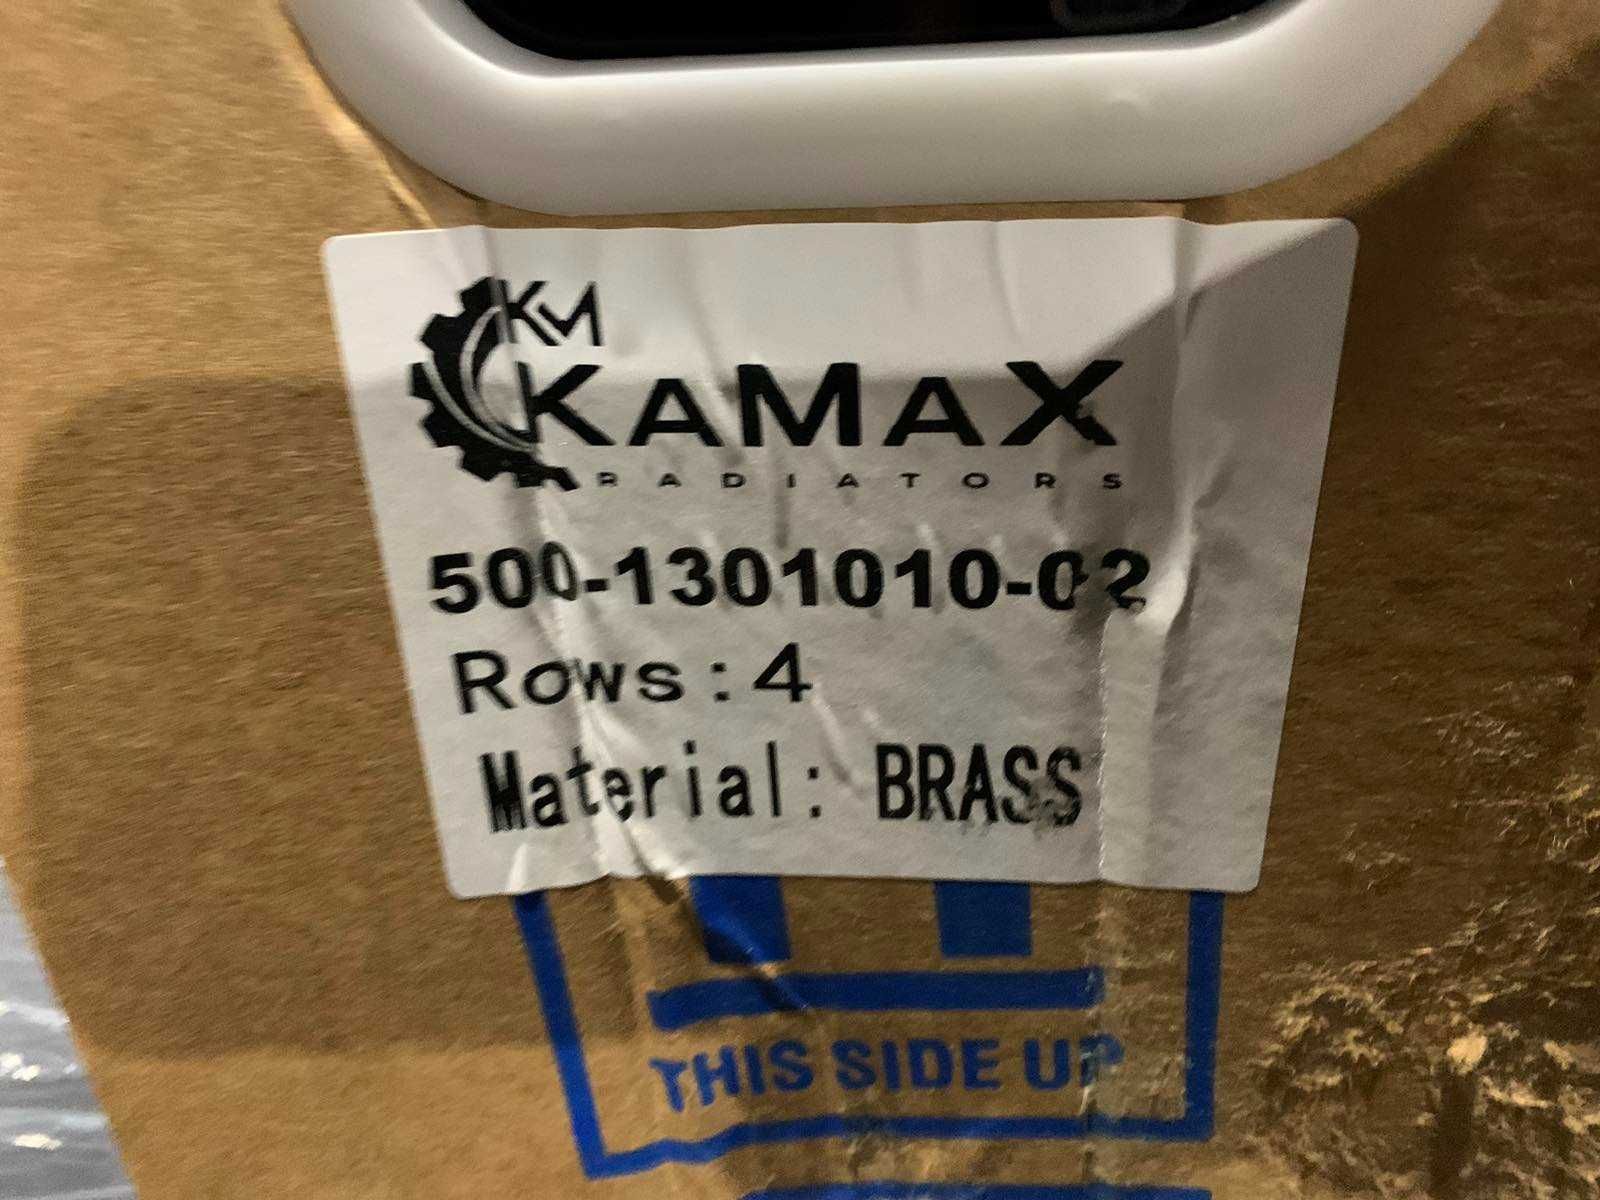 KM
KAMAX
RADIATORS
500-1301010-02
Rows:4
Material: BRASS
THIS SIDE UP